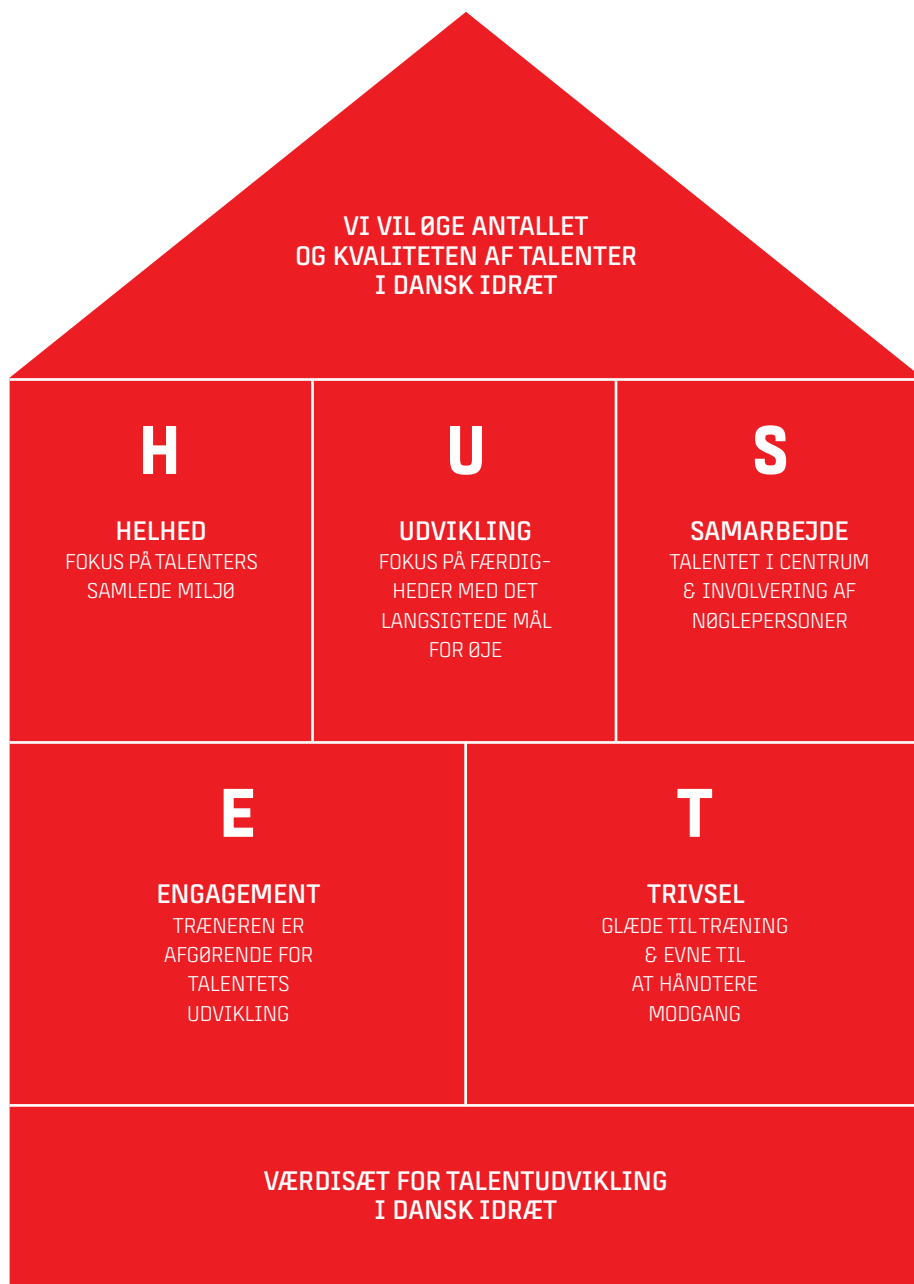 VI VIL ØGE ANTALLET
OG KVALITETEN AF TALENTER
I DANSK IDRÆT
H
HELHED
FOKUS PÅ TALENTERS
SAMLEDE MILJØ
U
UDVIKLING
FOKUS PÅ FÆRDIG-
HEDER MED DET
LANGSIGTEDE MÅL
FOR ØJE
S
SAMARBEJDE
TALENTET I CENTRUM
& INVOLVERING AF
NØGLEPERSONER
E
ENGAGEMENT
TRÆNEREN ER
AFGØRENDE FOR
TALENTETS
UDVIKLING
T
TRIVSEL
GLÆDE TIL TRÆNING
& EVNE TIL
AT HÅNDTERE
MODGANG
VÆRDISÆT FOR TALENTUDVIKLING
I DANSK IDRÆT